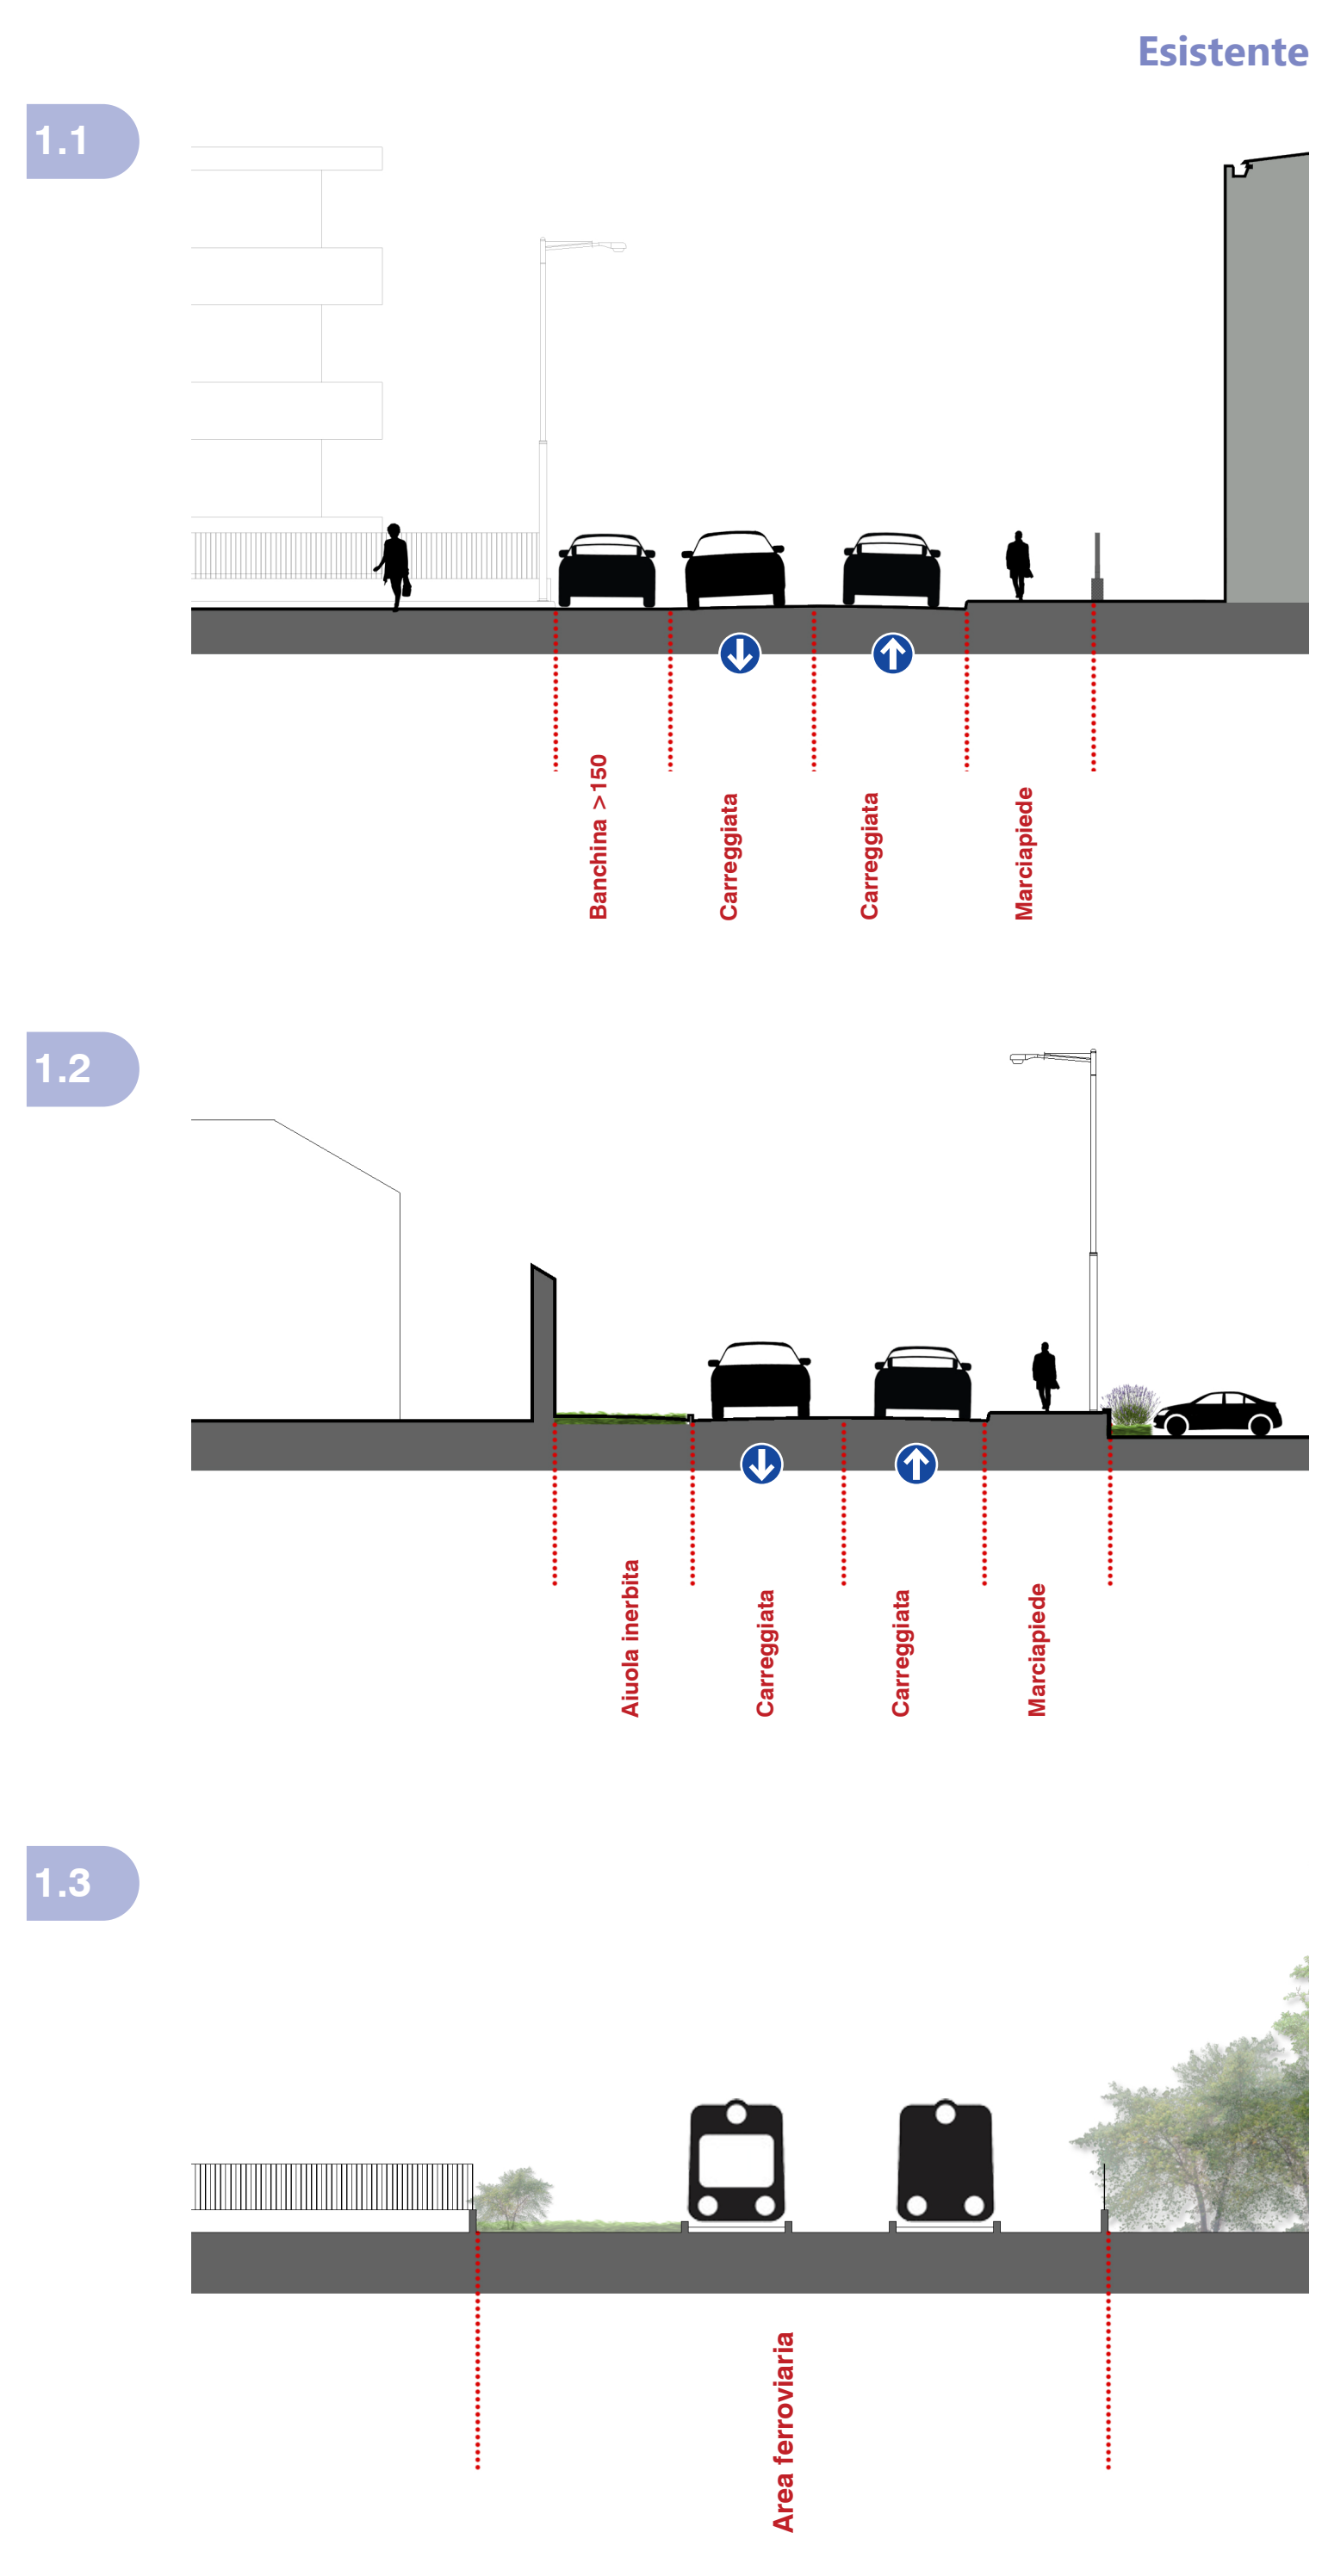 Esistente
1.1
Banchina >150
Carreggiata
Carreggiata
Marciapiede
1.2
Aiuola inerbita
Carreggiata
Carreggiata
Marciapiede
1.3
Area ferroviaria